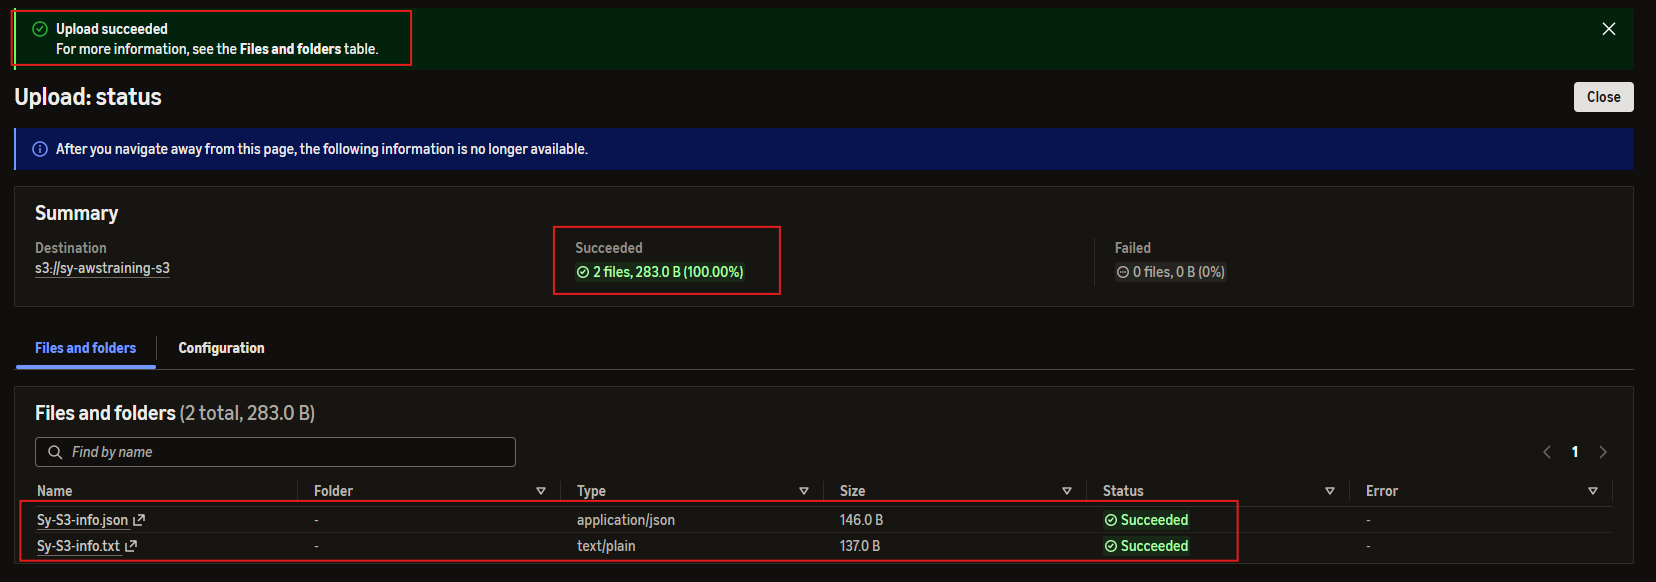 Upload succeeded
For more information, see the Files and folders table.
Upload: status
Close
After you navigate away from this page, the following information is no longer available.
Summary
Destination
s3://sy-awstraining-s3
Succeeded
2 files, 283.0 B (100.00%)
Failed
0 files, 0 B (0%)
Files and folders
Configuration
Files and folders (2 total, 283.0 B)
Find by name
1
Name Folder Type Size Status Error
Sy-S3-info.json - application/json 146.0 B Succeeded -
Sy-S3-info.txt - text/plain 137.0 B Succeeded -